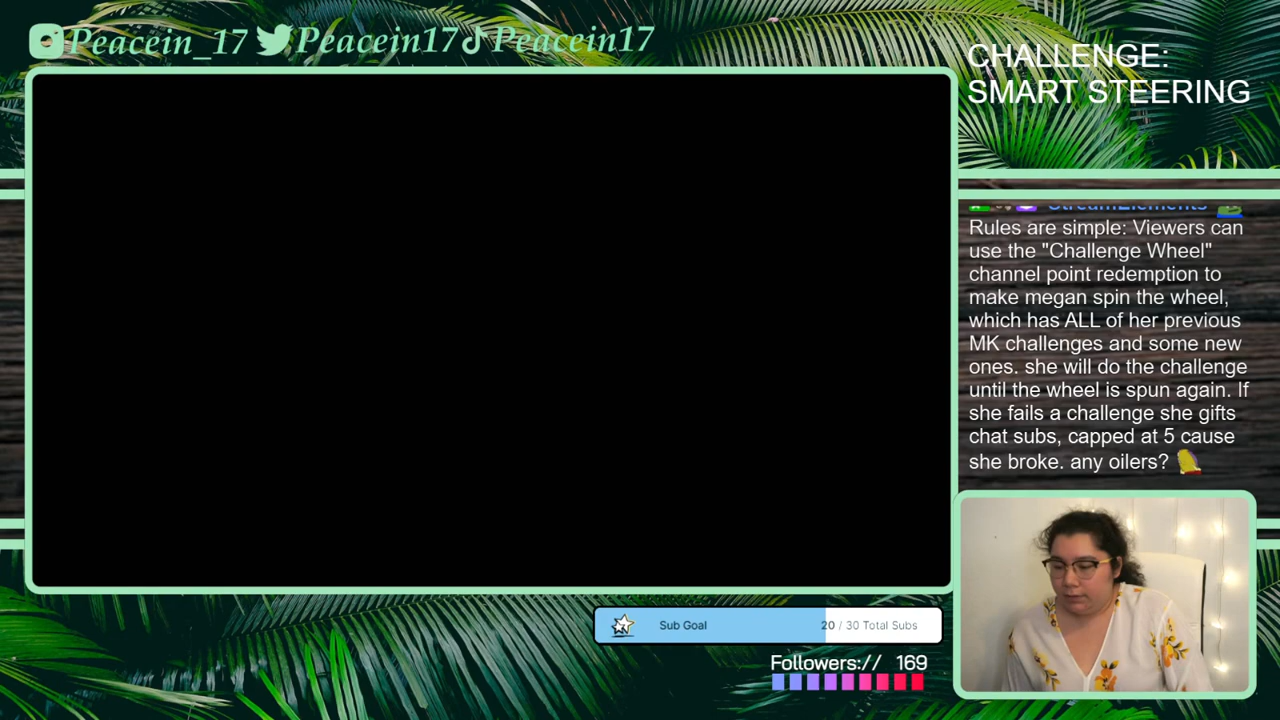 Peacein_17 Peacein17 Peacein17
CHALLENGE:
SMART STEERING
StreamElements
Rules are simple: Viewers can
use the "Challenge Wheel"
channel point redemption to
make megan spin the wheel,
which has ALL of her previous
MK challenges and some new
ones. she will do the challenge
until the wheel is spun again. If
she fails a challenge she gifts
chat subs, capped at 5 cause
she broke. any oilers?
Sub Goal 20 / 30 Total Subs
Followers:// 169